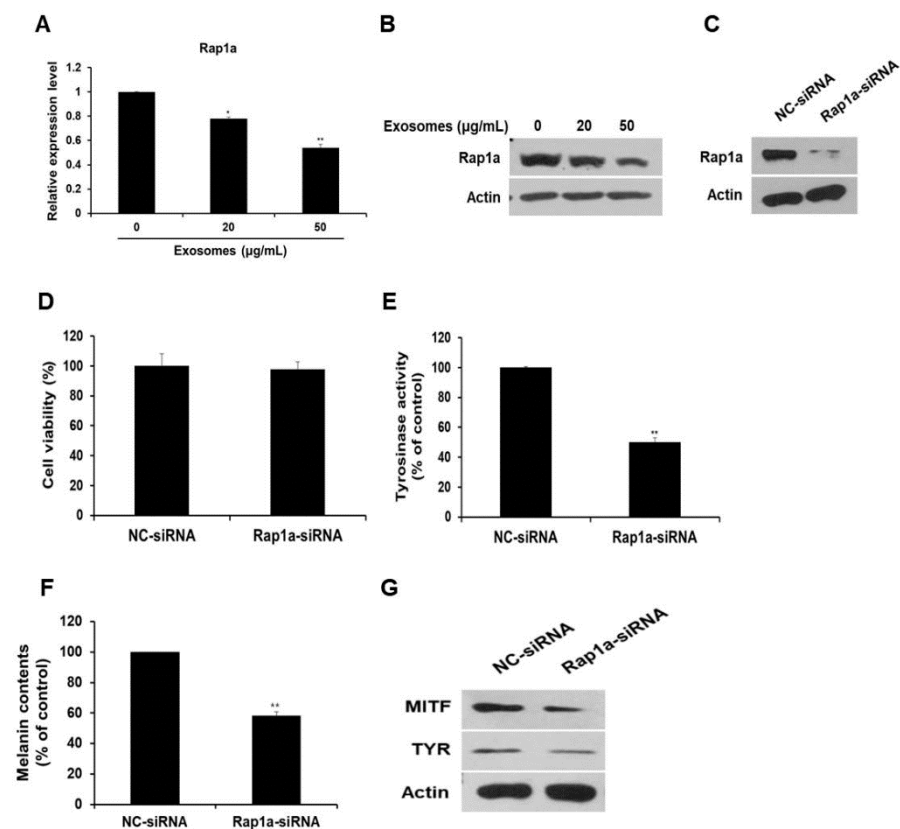 A
Rap1a
Relative expression level
1.2
1
0.8
0.6
0.4
0.2
0
*
**
0 20 50
Exosomes (µg/mL)
B
Exosomes (µg/mL) 0 20 50
Rap1a
Actin
C
NC-siRNA Rap1a-siRNA
Rap1a
Actin
D
Cell viability (%)
120
100
80
60
40
20
0
NC-siRNA Rap1a-siRNA
E
Tyrosinase activity
(% of control)
120
100
80
60
40
20
0
**
NC-siRNA Rap1a-siRNA
F
Melanin contents
(% of control)
120
100
80
60
40
20
0
**
NC-siRNA Rap1a-siRNA
G
NC-siRNA Rap1a-siRNA
MITF
TYR
Actin